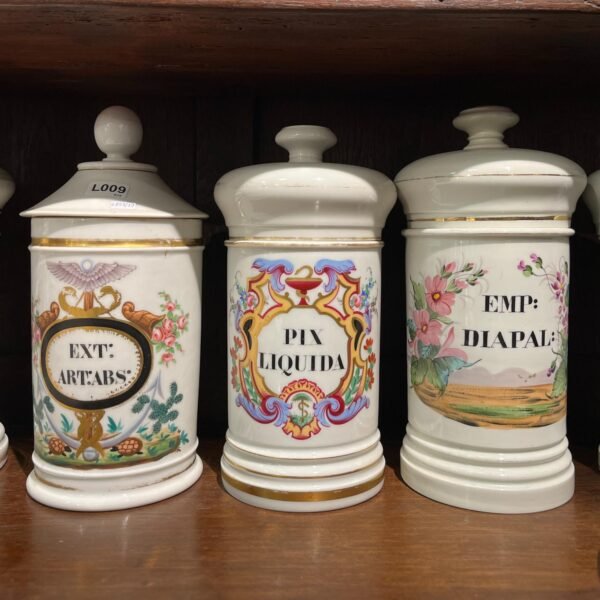 L009
EXT:
ART:ABS:
PIX
LIQUIDA
EMP:
DIAPAL: